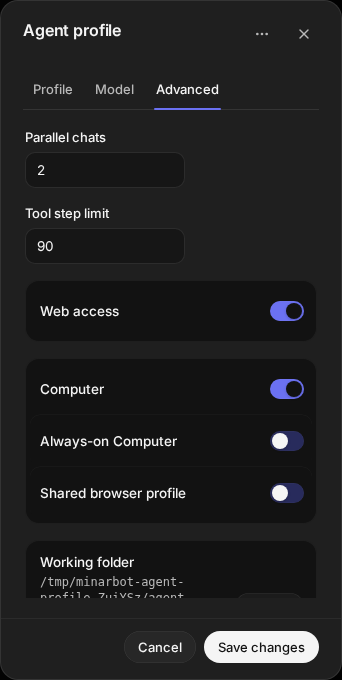 Agent profile
Profile Model Advanced
Parallel chats
2
Tool step limit
90
Web access
Computer
Always-on Computer
Shared browser profile
Working folder
/tmp/minarbot-agent-
Cancel Save changes